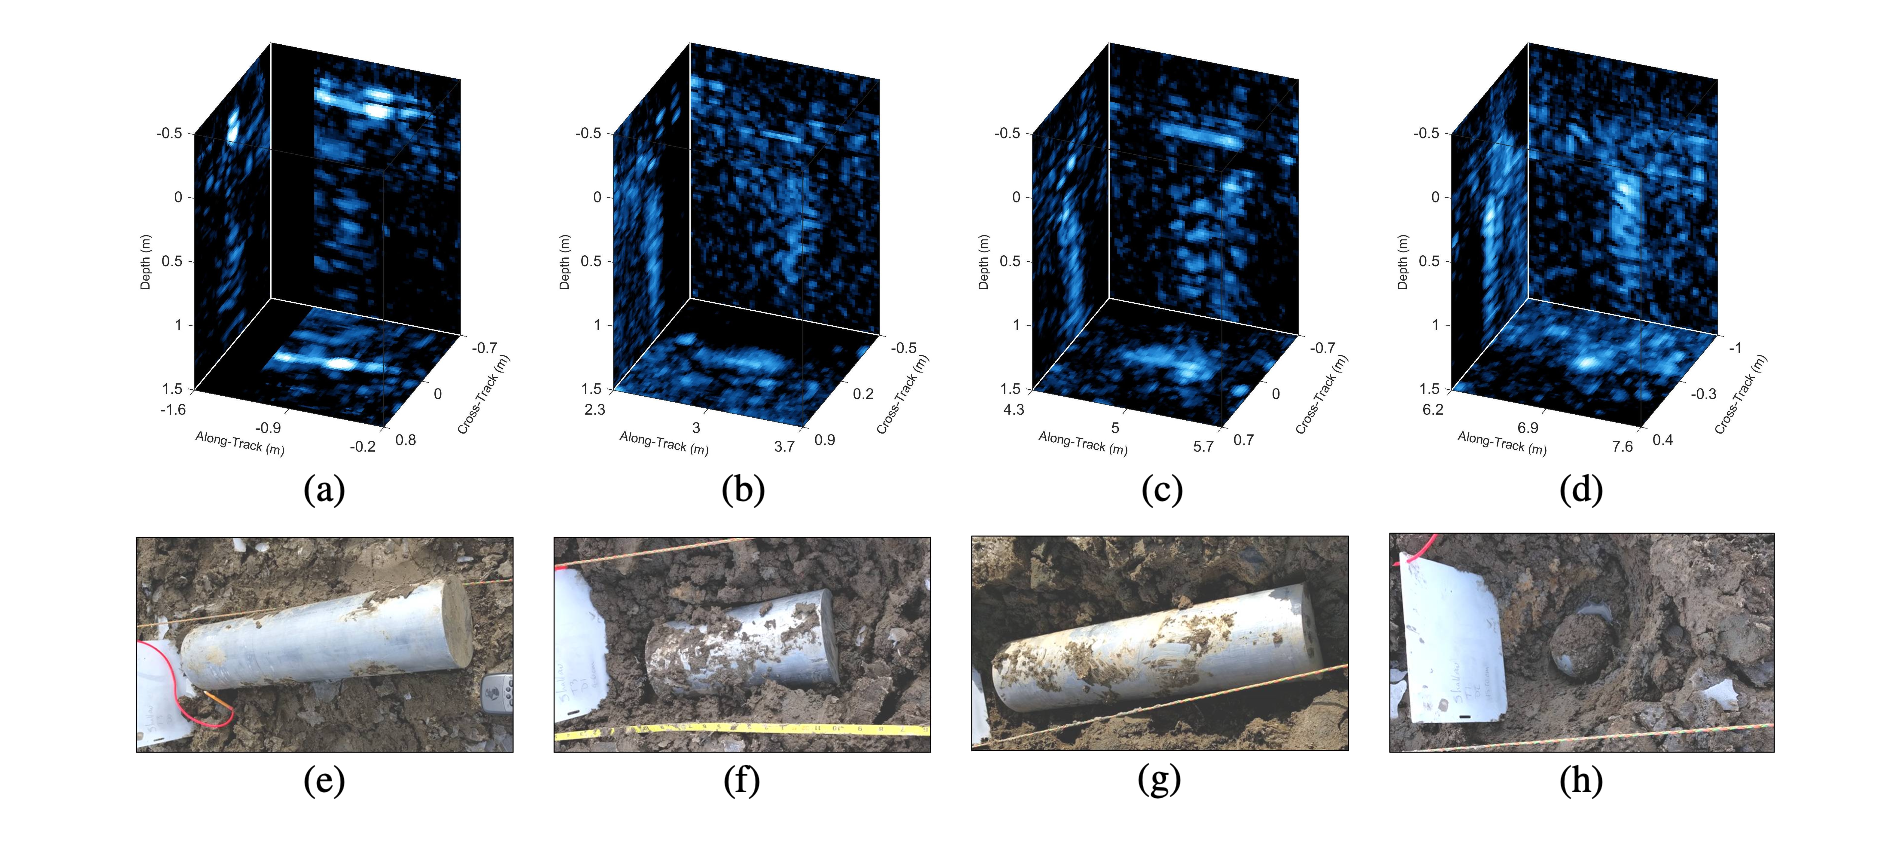 -0.5
0
0.5
1
1.5
Depth (m)
-1.6
-0.9
-0.2
Along-Track (m)
-0.7
0
0.8
Cross-Track (m)
-0.5
0
0.5
1
1.5
Depth (m)
2.3
3
3.7
Along-Track (m)
-0.5
0.2
0.9
Cross-Track (m)
-0.5
0
0.5
1
1.5
Depth (m)
4.3
5
5.7
Along-Track (m)
-0.7
0
0.7
Cross-Track (m)
-0.5
0
0.5
1
1.5
Depth (m)
6.2
6.9
7.6
Along-Track (m)
-1
-0.3
0.4
Cross-Track (m)
(a)
(b)
(c)
(d)
(e)
(f)
(g)
(h)